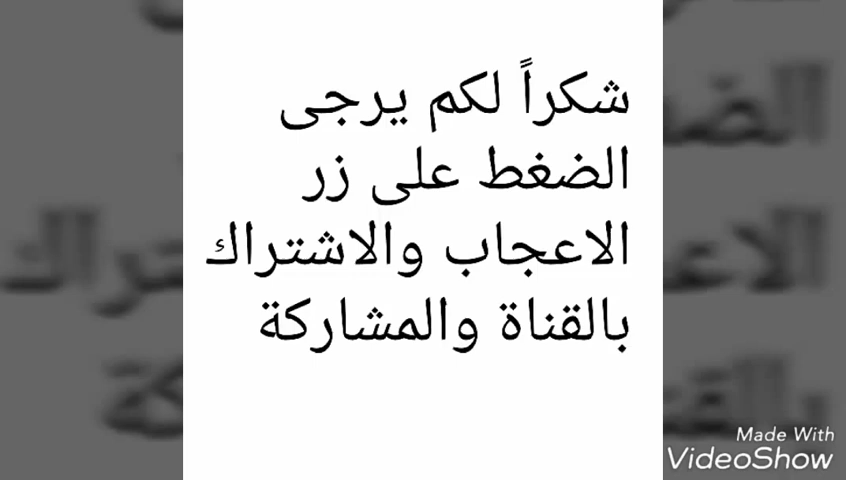 شكراً لكم يرجى
الضغط على زر
الاعجاب والاشتراك
بالقناة والمشاركة
Made With
VideoShow